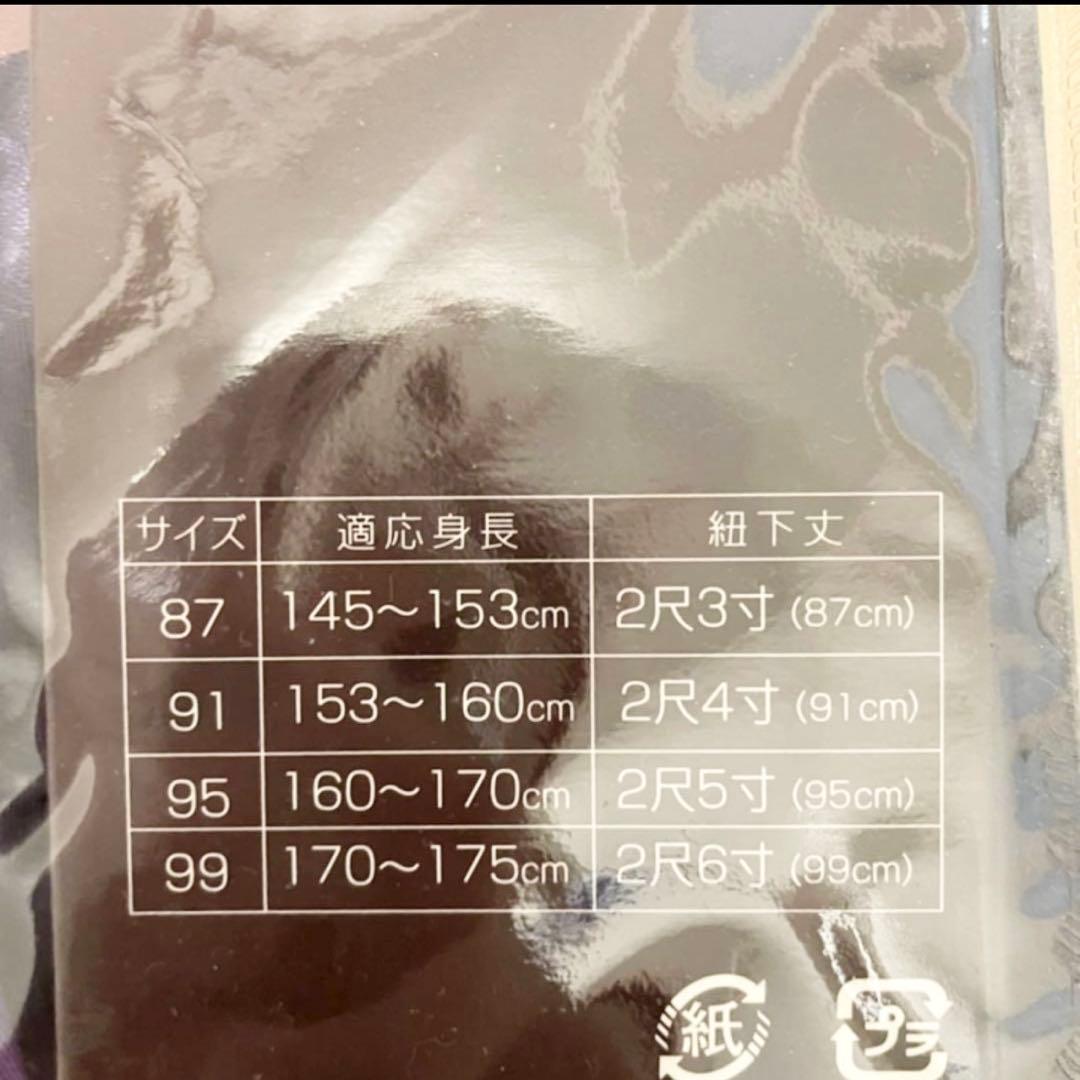 サイズ 適応身長 紐下丈
87 145～153cm 2尺3寸 (87cm)
91 153～160cm 2尺4寸 (91cm)
95 160～170cm 2尺5寸 (95cm)
99 170～175cm 2尺6寸 (99cm)
紙 プラ